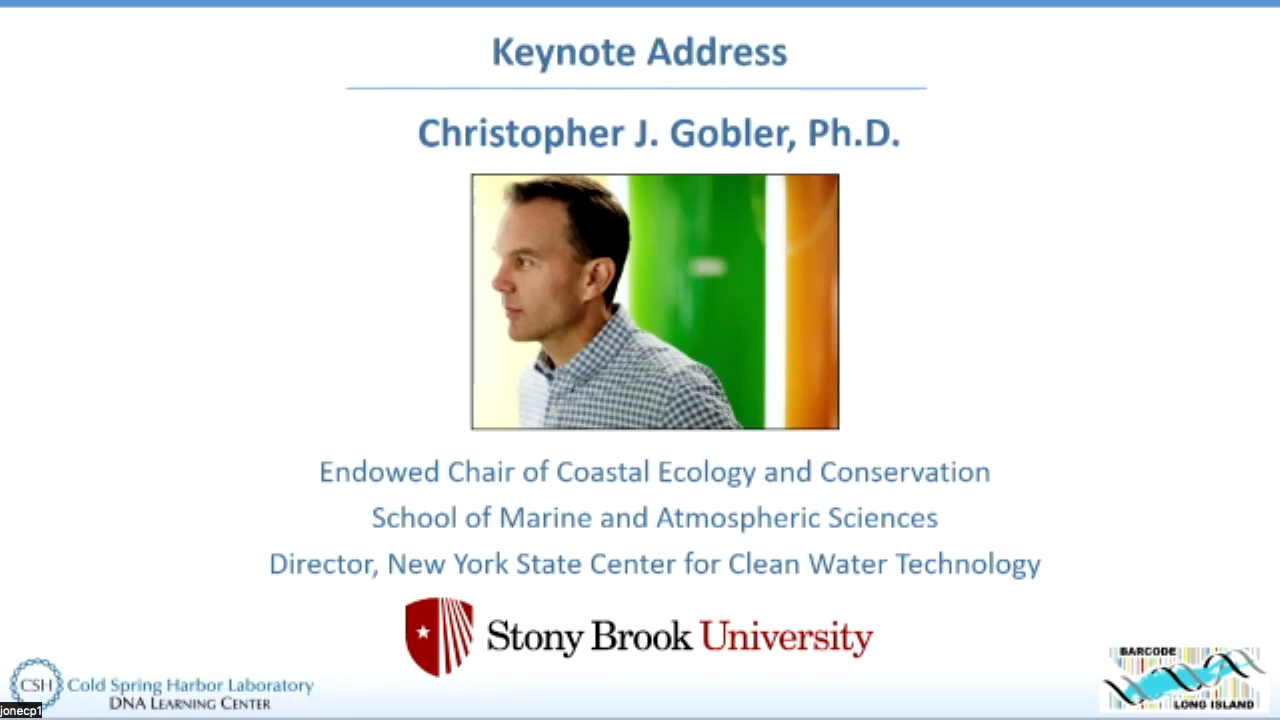 Keynote Address
Christopher J. Gobler, Ph.D.
Endowed Chair of Coastal Ecology and Conservation
School of Marine and Atmospheric Sciences
Director, New York State Center for Clean Water Technology
Stony Brook University
CSH Cold Spring Harbor Laboratory
DNA LEARNING CENTER
BARCODE
LONG ISLAND
jonecp1